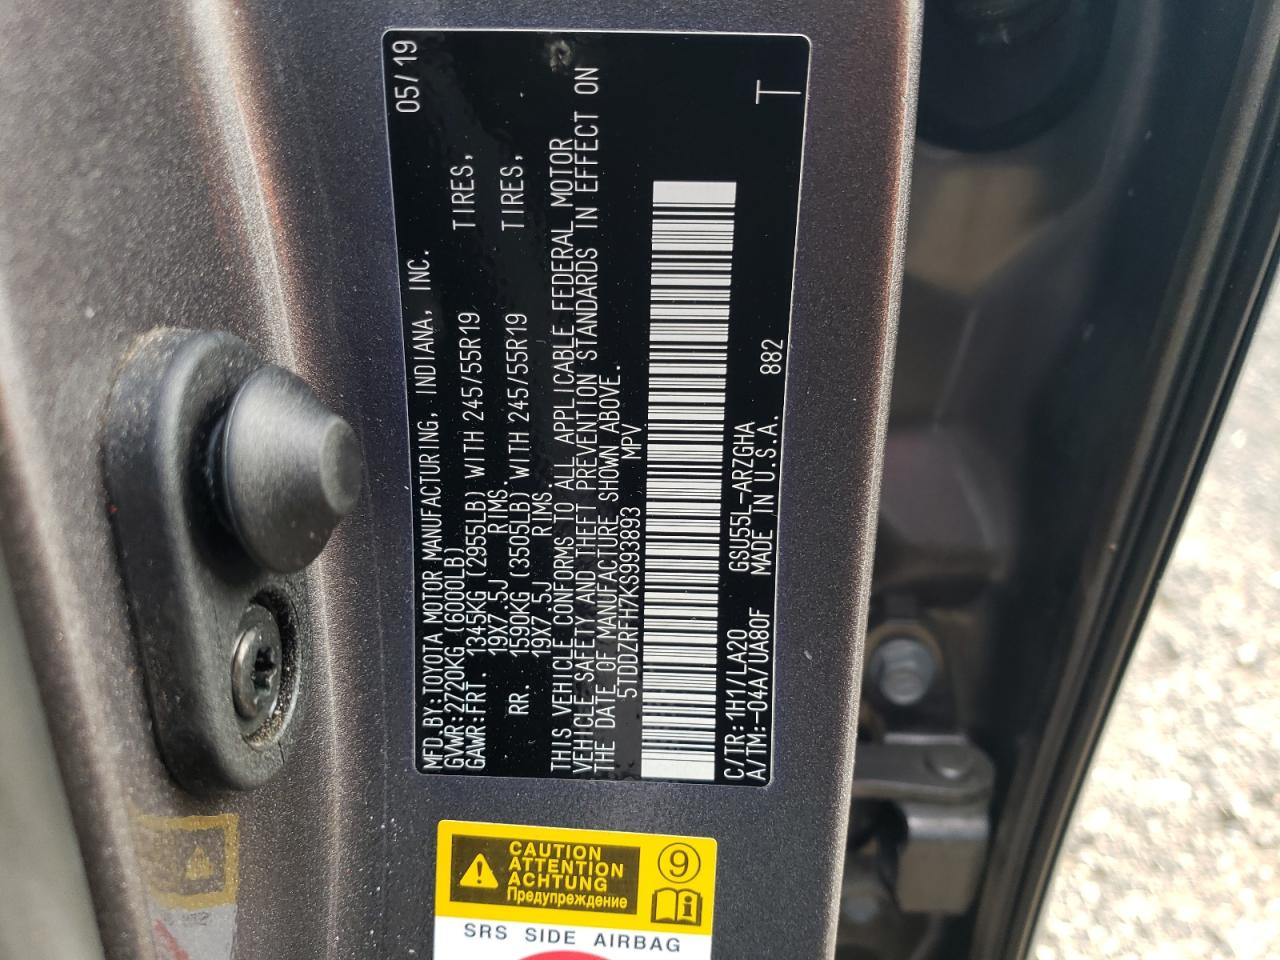 MFD.BY:TOYOTA MOTOR MANUFACTURING, INDIANA, INC. 05/19
GVWR:2720KG (6000LB)
GAWR:FRT. 1345KG (2955LB) WITH 245/55R19 TIRES,
19X7.5J RIMS.
RR. 1590KG (3505LB) WITH 245/55R19 TIRES,
19X7.5J RIMS.
THIS VEHICLE CONFORMS TO ALL APPLICABLE FEDERAL MOTOR
VEHICLE SAFETY AND THEFT PREVENTION STANDARDS IN EFFECT ON
THE DATE OF MANUFACTURE SHOWN ABOVE.
5TDDZRFH7KS993893 MPV
C/TR:1H1/LA20 GSU55L-ARZGHA
A/TM:-04A/UA80F MADE IN U.S.A. 882 T
CAUTION
ATTENTION
ACHTUNG
Предупреждение
9
SRS SIDE AIRBAG